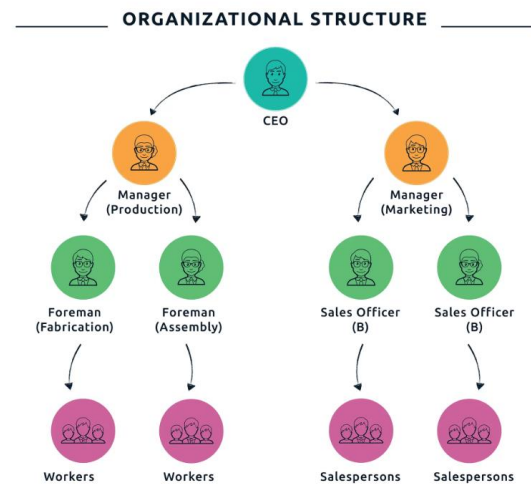 ORGANIZATIONAL STRUCTURE
CEO
Manager
(Production)
Manager
(Marketing)
Foreman
(Fabrication)
Foreman
(Assembly)
Sales Officer
(B)
Sales Officer
(B)
Workers
Workers
Salespersons
Salespersons